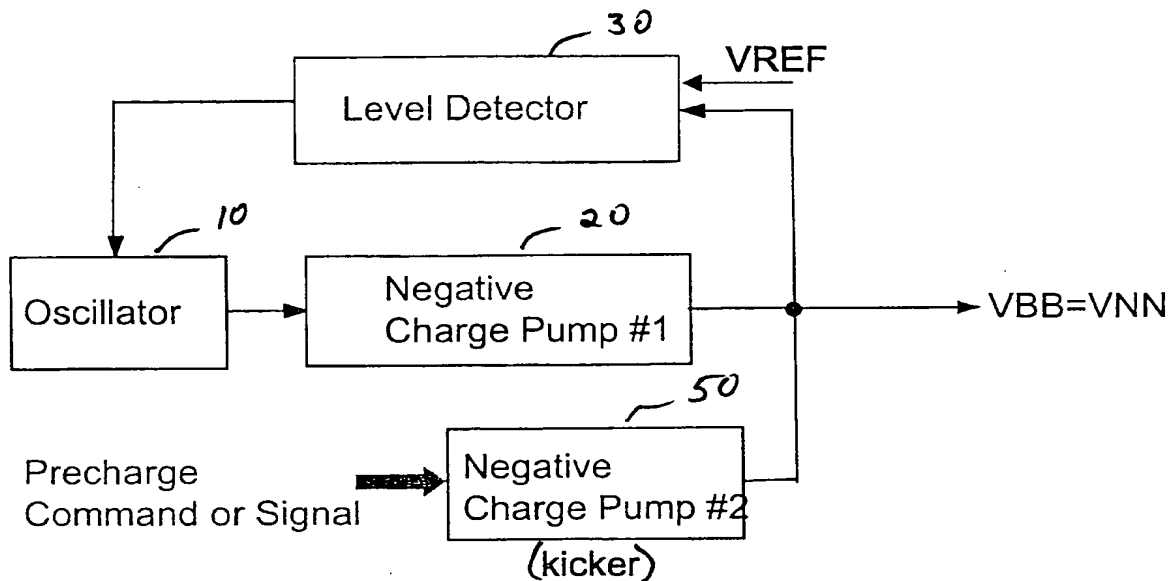 30
VREF
Level Detector
10
20
Oscillator
Negative
Charge Pump #1
VBB=VNN
50
Precharge
Command or Signal
Negative
Charge Pump #2
(kicker)